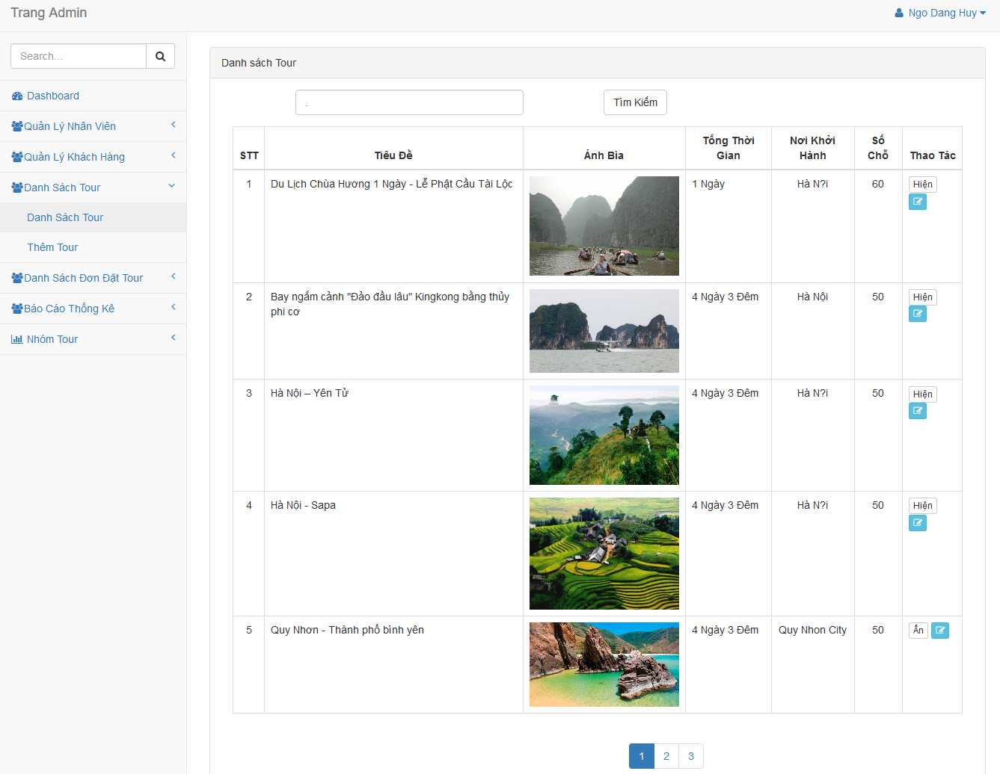 Trang Admin
Ngo Dang Huy
Search...
Dashboard
Quản Lý Nhân Viên
Quản Lý Khách Hàng
Danh Sách Tour
Danh Sách Tour
Thêm Tour
Danh Sách Đơn Đặt Tour
Báo Cáo Thống Kê
Nhóm Tour
Danh sách Tour
.
Tìm Kiếm
STT
Tiêu Đề
Ảnh Bìa
Tổng Thời
Gian
Nơi Khởi
Hành
Số
Chỗ
Thao Tác
1
Du Lịch Chùa Hương 1 Ngày - Lễ Phật Cầu Tài Lộc
1 Ngày
Hà N?i
60
Hiện
2
Bay ngắm cảnh "Đảo đầu lâu" Kingkong bằng thủy
phi cơ
4 Ngày 3 Đêm
Hà Nội
50
Hiện
3
Hà Nội – Yên Tử
4 Ngày 3 Đêm
Hà N?i
50
Hiện
4
Hà Nội - Sapa
4 Ngày 3 Đêm
Hà N?i
50
Hiện
5
Quy Nhơn - Thành phố bình yên
4 Ngày 3 Đêm
Quy Nhon City
50
Ẩn
1 2 3